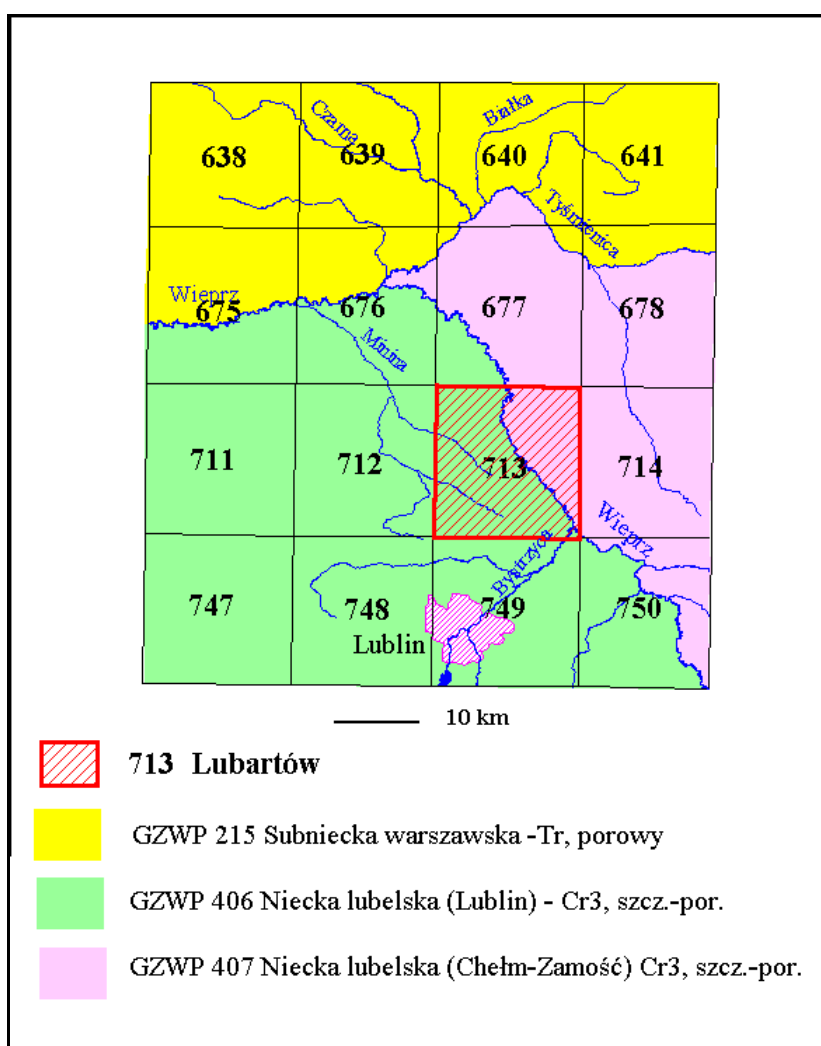 Czarna
Białka
638
639
640
641
Tyśmienica
Wieprz
675
676
677
678
Minina
711
712
713
714
Wieprz
Bystrzyca
747
748
749
750
Lublin
10 km
713 Lubartów
GZWP 215 Subniecka warszawska -Tr, porowy
GZWP 406 Niecka lubelska (Lublin) - Cr3, szcz.-por.
GZWP 407 Niecka lubelska (Chełm-Zamość) Cr3, szcz.-por.